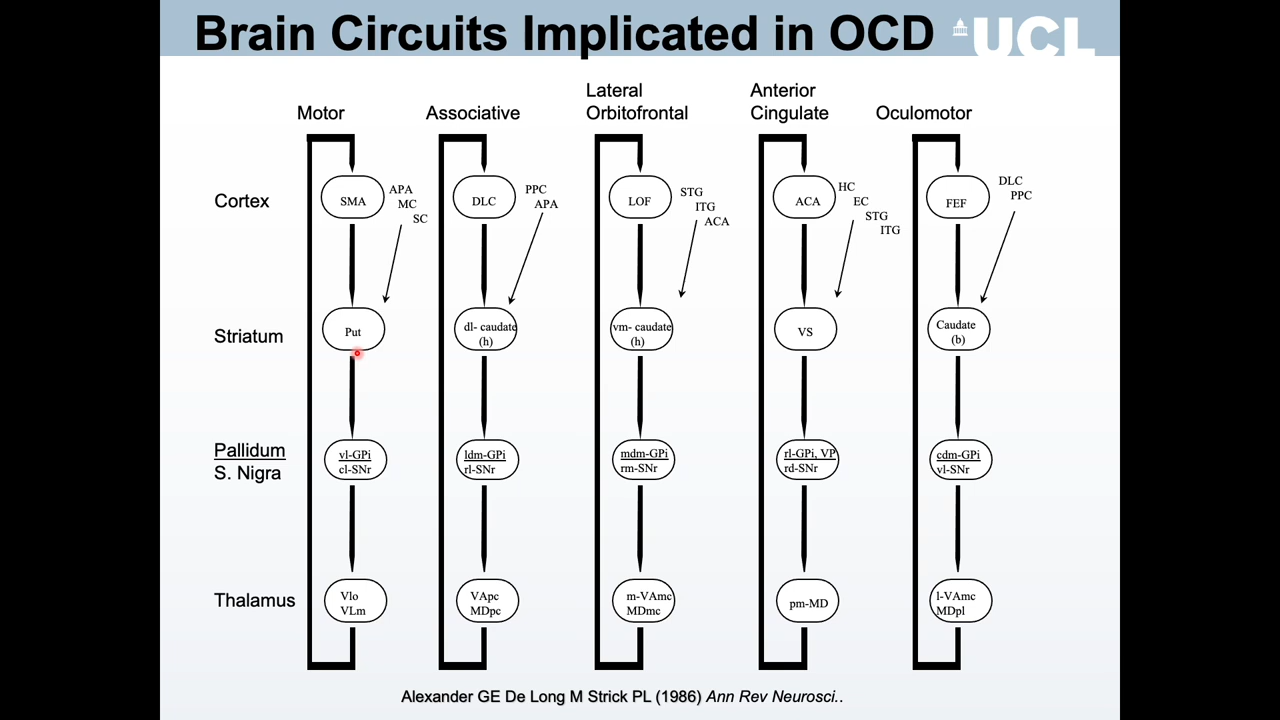 Brain Circuits Implicated in OCD
UCL
Motor
Associative
Lateral
Orbitofrontal
Anterior
Cingulate
Oculomotor
Cortex
SMA
APA
MC
SC
DLC
PPC
APA
LOF
STG
ITG
ACA
ACA
HC
EC
STG
ITG
FEF
DLC
PPC
Striatum
Put
dl- caudate
(h)
vm- caudate
(h)
VS
Caudate
(b)
Pallidum
S. Nigra
vl-GPi
cl-SNr
ldm-GPi
rl-SNr
mdm-GPi
rm-SNr
rl-GPi, VP
rd-SNr
cdm-GPi
vl-SNr
Thalamus
Vlo
VLm
VApc
MDpc
m-VAmc
MDmc
pm-MD
l-VAmc
MDpl
Alexander GE De Long M Strick PL (1986) Ann Rev Neurosci..